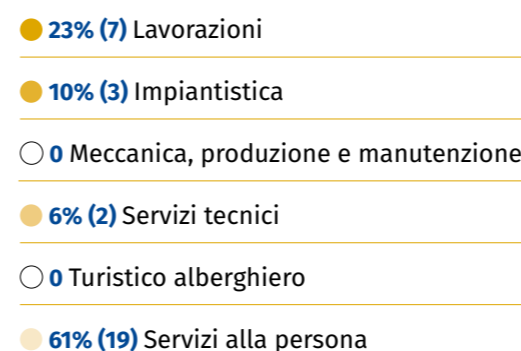 23% (7) Lavorazioni
10% (3) Impiantistica
0 Meccanica, produzione e manutenzione
6% (2) Servizi tecnici
0 Turistico alberghiero
61% (19) Servizi alla persona